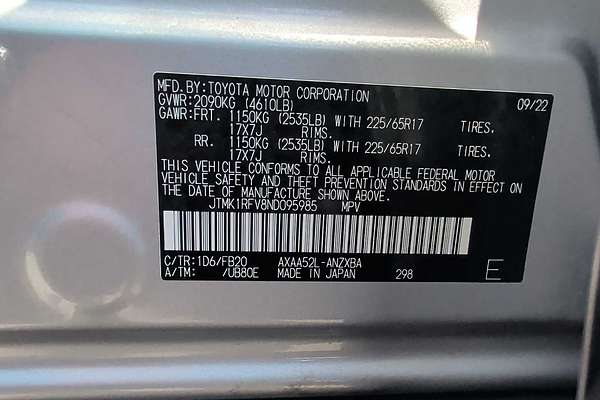 MFD.BY:TOYOTA MOTOR CORPORATION 09/22
GVWR:2090KG (4610LB)
GAWR:FRT. 1150KG (2535LB) WITH 225/65R17 TIRES,
17X7J RIMS.
RR. 1150KG (2535LB) WITH 225/65R17 TIRES,
17X7J RIMS.
THIS VEHICLE CONFORMS TO ALL APPLICABLE FEDERAL MOTOR
VEHICLE SAFETY AND THEFT PREVENTION STANDARDS IN EFFECT ON
THE DATE OF MANUFACTURE SHOWN ABOVE.
JTMK1RFV8ND095985 MPV
C/TR:1D6/FB20 AXAA52L-ANZXBA
A/TM: /UB80E MADE IN JAPAN 298 E